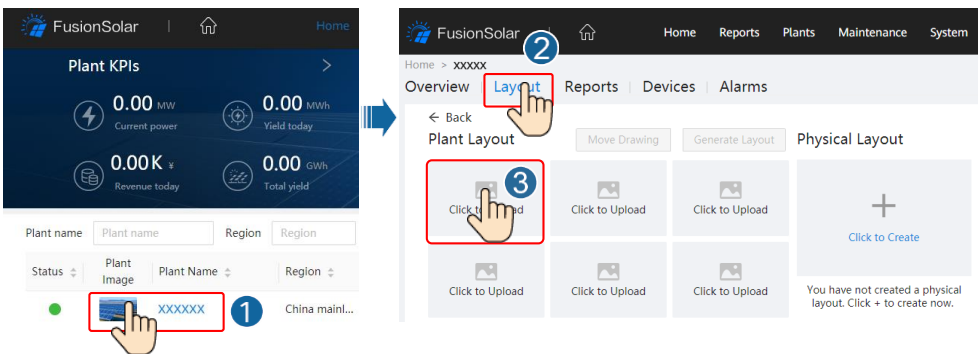 FusionSolar
Home
Plant KPIs
>
0.00 MW
Current power
0.00 MWh
Yield today
0.00K ¥
Revenue today
0.00 GWh
Total yield
Plant name
Plant name
Region
Region
Status
Plant Image
Plant Name
Region
XXXXXX
1
China mainl...
FusionSolar
2
Home
Reports
Plants
Maintenance
System
Home > XXXXX
Overview
Layout
Reports
Devices
Alarms
← Back
Plant Layout
Move Drawing
Generate Layout
Physical Layout
3
Click to Upload
Click to Upload
Click to Upload
Click to Upload
Click to Upload
Click to Upload
+
Click to Create
You have not created a physical
layout. Click + to create now.